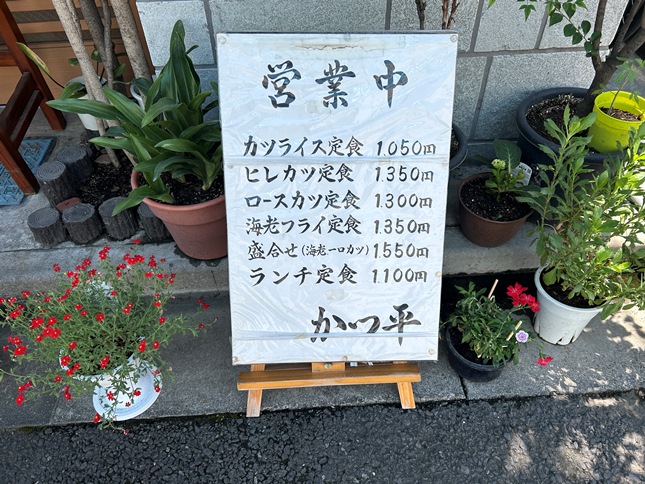 営業中
カツライス定食 1.050円
ヒレカツ定食 1.350円
ロースカツ定食 1.300円
海老フライ定食 1.350円
盛合せ(海老一ロカツ) 1.550円
ランチ定食 1.100円
かつ平